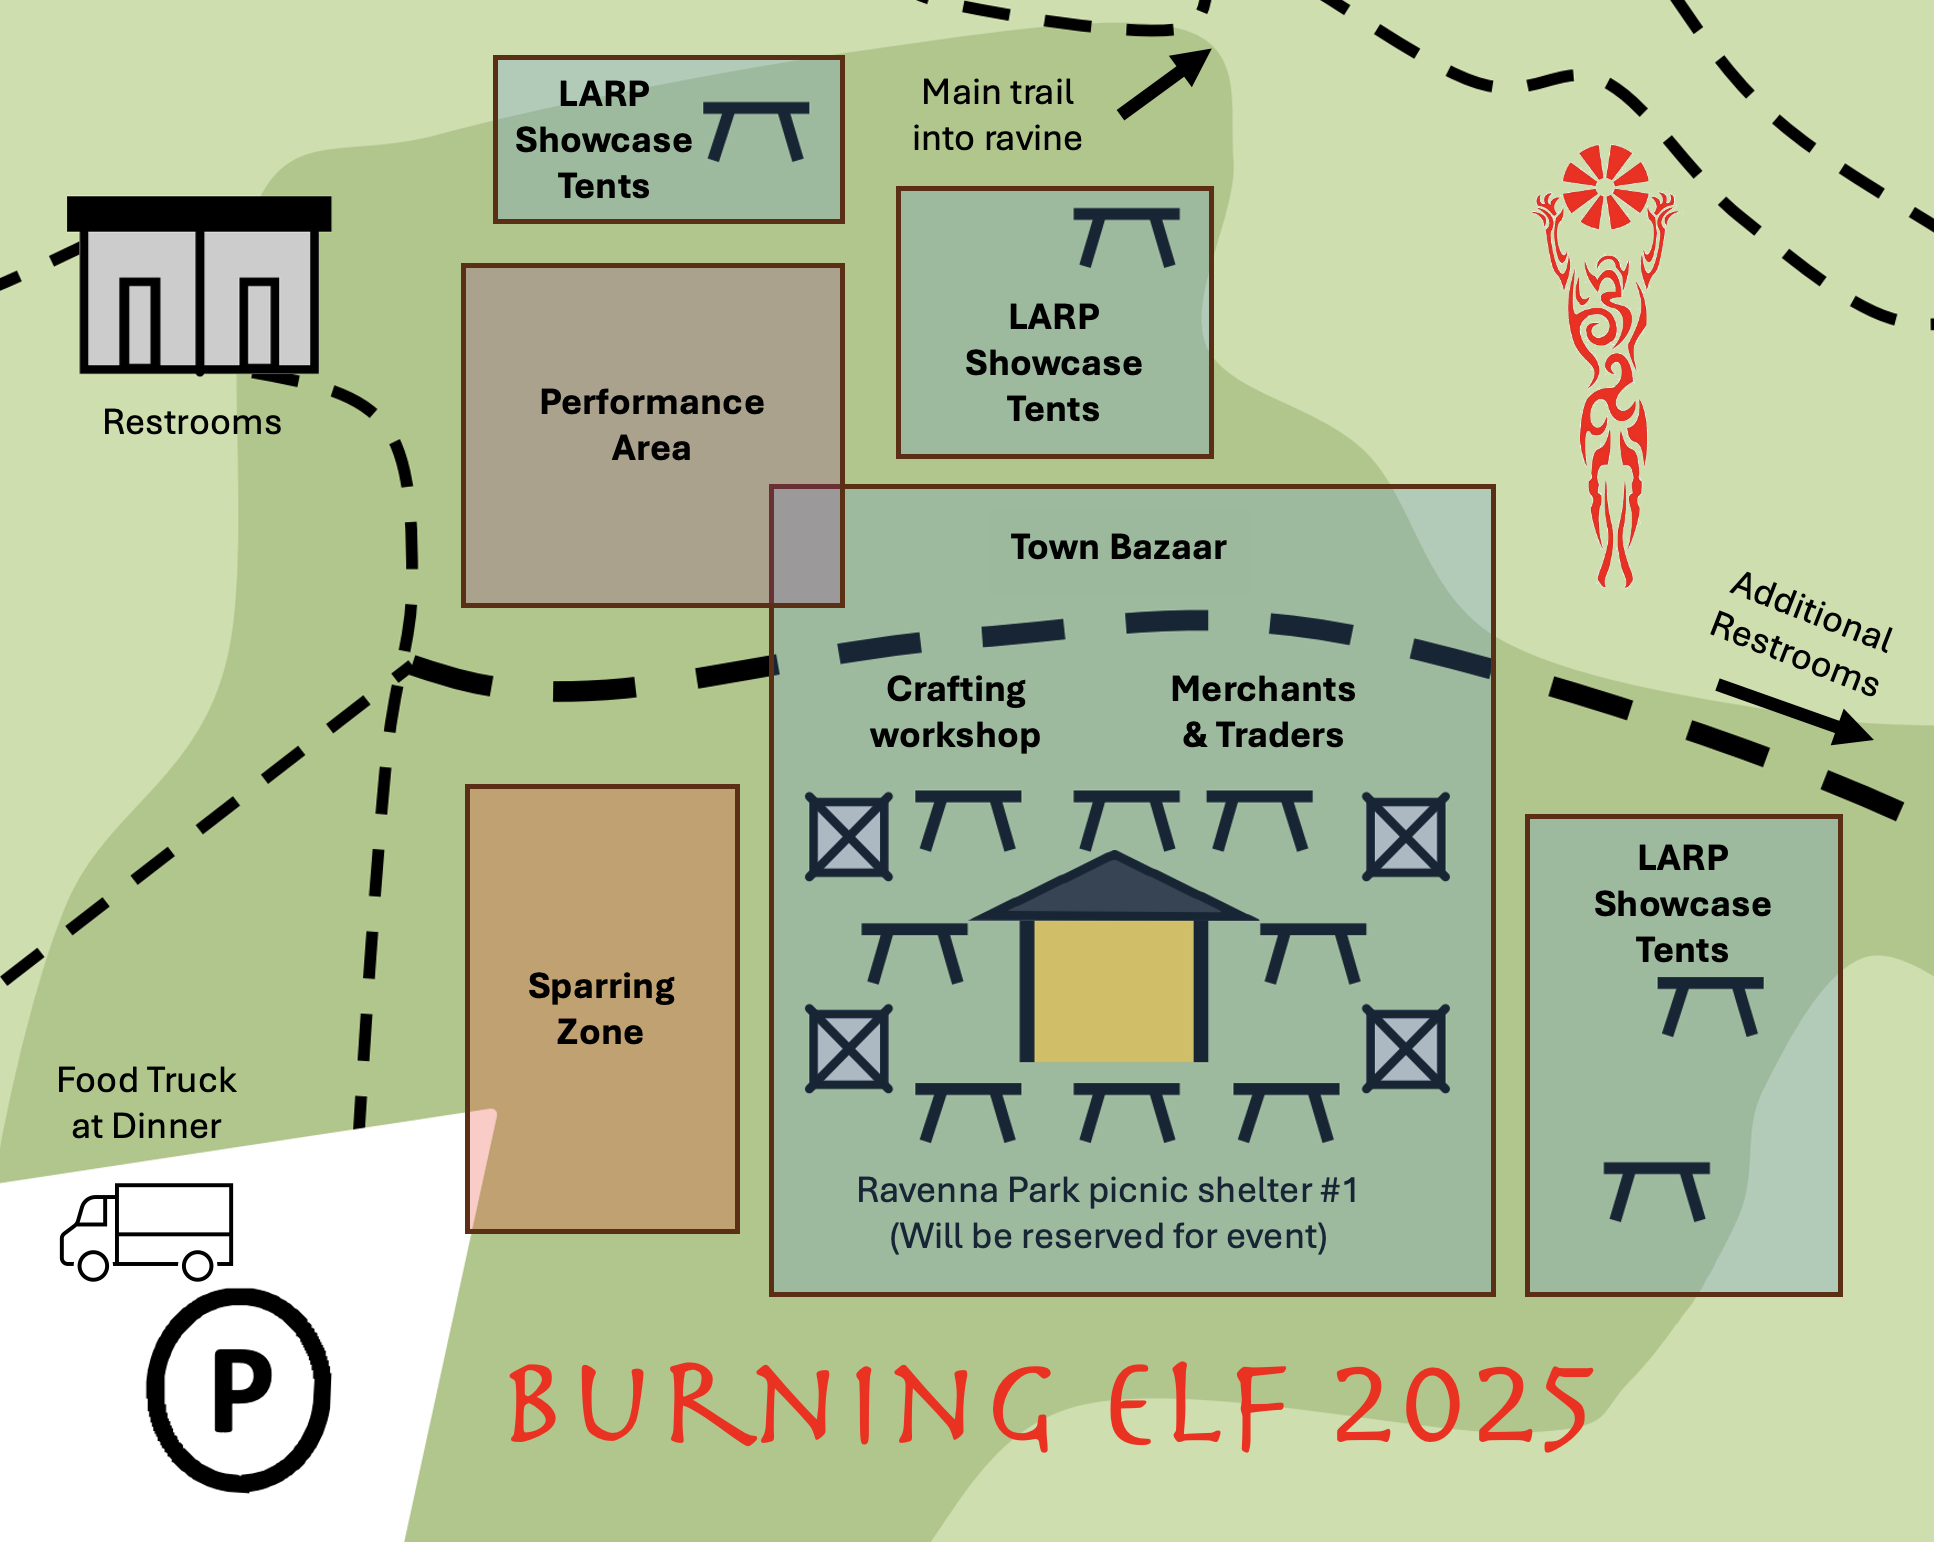 LARP
Showcase
Tents
Main trail
into ravine
LARP
Showcase
Tents
Restrooms
Performance
Area
Town Bazaar
Additional
Restrooms
Crafting
workshop
Merchants
& Traders
LARP
Showcase
Tents
Sparring
Zone
Food Truck
at Dinner
Ravenna Park picnic shelter #1
(Will be reserved for event)
P
BURNING ELF 2025